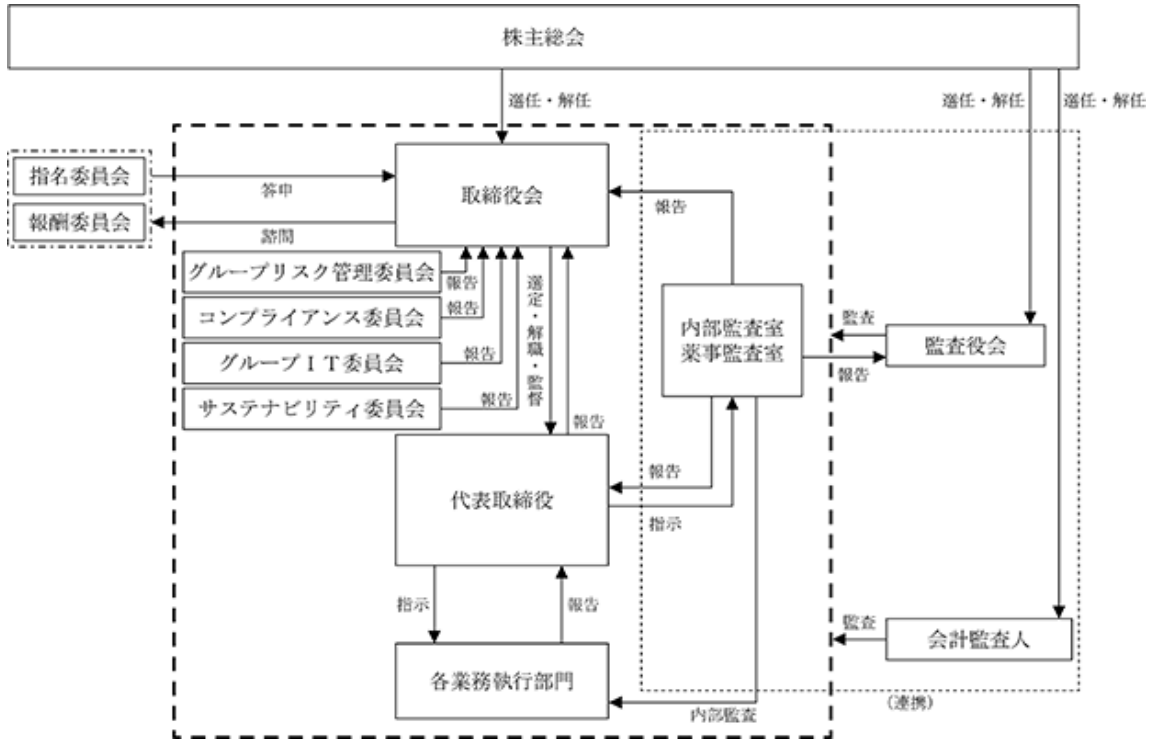 株主総会
選任・解任
選任・解任
選任・解任
指名委員会
報酬委員会
答申
諮問
取締役会
報告
グループリスク管理委員会
報告
コンプライアンス委員会
報告
グループＩＴ委員会
報告
サステナビリティ委員会
報告
選定・解職・監督
報告
内部監査室
薬事監査室
監査
報告
監査役会
代表取締役
報告
指示
指示
報告
監査
会計監査人
各業務執行部門
内部監査
(連携)